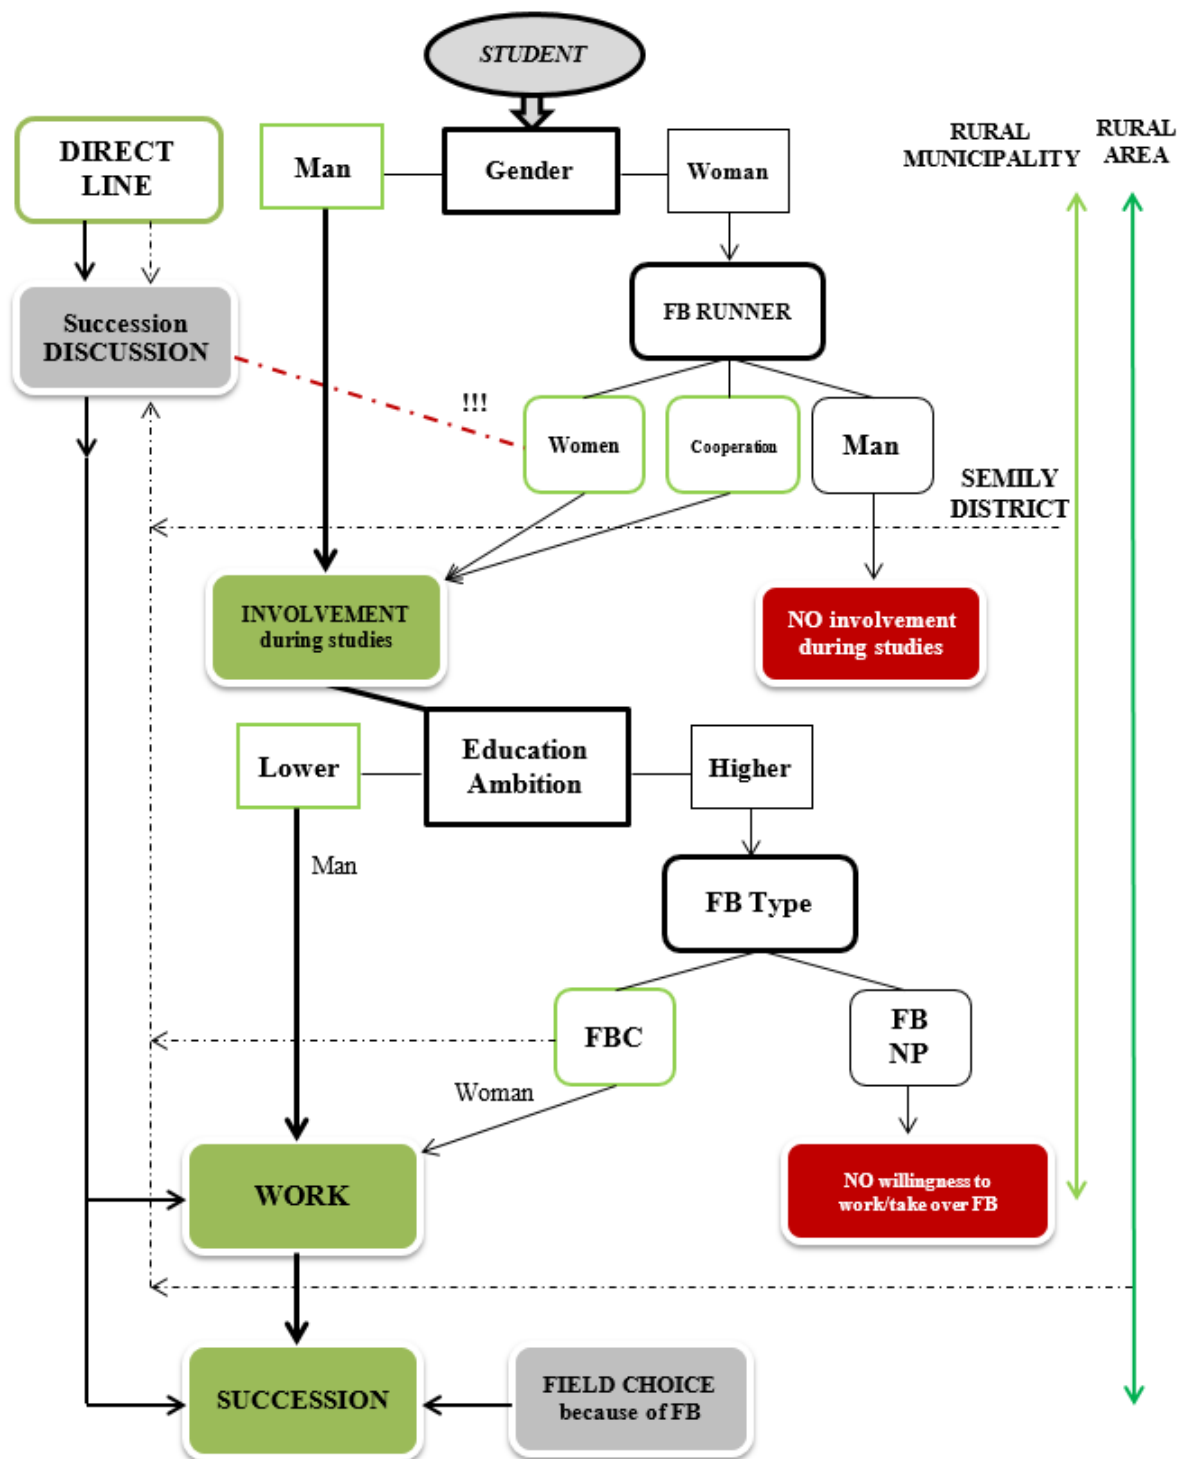 STUDENT
DIRECT
LINE
Man
Gender
Woman
RURAL
MUNICIPALITY
RURAL
AREA
FB RUNNER
Succession
DISCUSSION
!!!
Women
Cooperation
Man
SEMILY
DISTRICT
INVOLVEMENT
during studies
NO involvement
during studies
Lower
Education
Ambition
Higher
Man
FB Type
FBC
FB
NP
Woman
WORK
NO willingness to
work/take over FB
SUCCESSION
FIELD CHOICE
because of FB